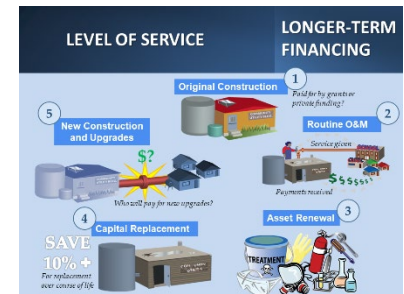 LEVEL OF SERVICE
LONGER-TERM
FINANCING
1
Original Construction
Paid for by grants or
private funding?
2
Routine O&M
Service given
$$$$$$
Payments received
5
New Construction
and Upgrades
$?
Who will pay for new upgrades?
3
Asset Renewal
TREATMENT
4
Capital Replacement
SAVE
10% +
For replacement
over course of life